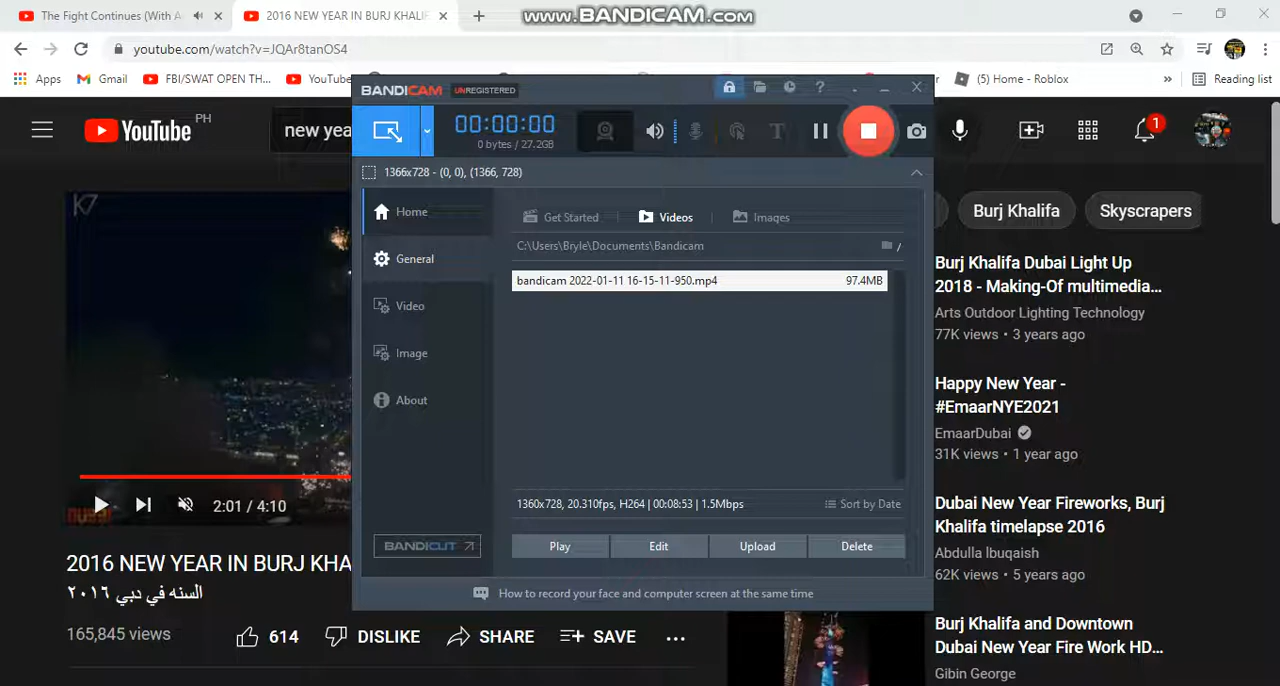 The Fight Continues (With A
2016 NEW YEAR IN BURJ KHALIF
www.BANDICAM.com
youtube.com/watch?v=JQAr8tanOS4
Apps
Gmail
FBI/SWAT OPEN TH...
YouTube
(5) Home - Roblox
»
Reading list
BANDICAM
UNREGISTERED
YouTube
PH
new yea
00:00:00
0 bytes / 27.2GB
1
1366x728 - (0, 0), (1366, 728)
Home
General
Video
Image
About
BANDICUT
Get Started
Videos
Images
C:\Users\Bryle\Documents\Bandicam
bandicam 2022-01-11 16-15-11-950.mp4
97.4MB
1360x728, 20.310fps, H264 | 00:08:53 | 1.5Mbps
Sort by Date
Play
Edit
Upload
Delete
How to record your face and computer screen at the same time
K7
2:01 / 4:10
2016 NEW YEAR IN BURJ KHA
السنه في دبي ٢٠١٦
165,845 views
614
DISLIKE
SHARE
SAVE
Burj Khalifa
Skyscrapers
Burj Khalifa Dubai Light Up
2018 - Making-Of multimedia...
Arts Outdoor Lighting Technology
77K views • 3 years ago
Happy New Year -
#EmaarNYE2021
EmaarDubai
31K views • 1 year ago
Dubai New Year Fireworks, Burj
Khalifa timelapse 2016
Abdulla Ibuqaish
62K views • 5 years ago
Burj Khalifa and Downtown
Dubai New Year Fire Work HD...
Gibin George